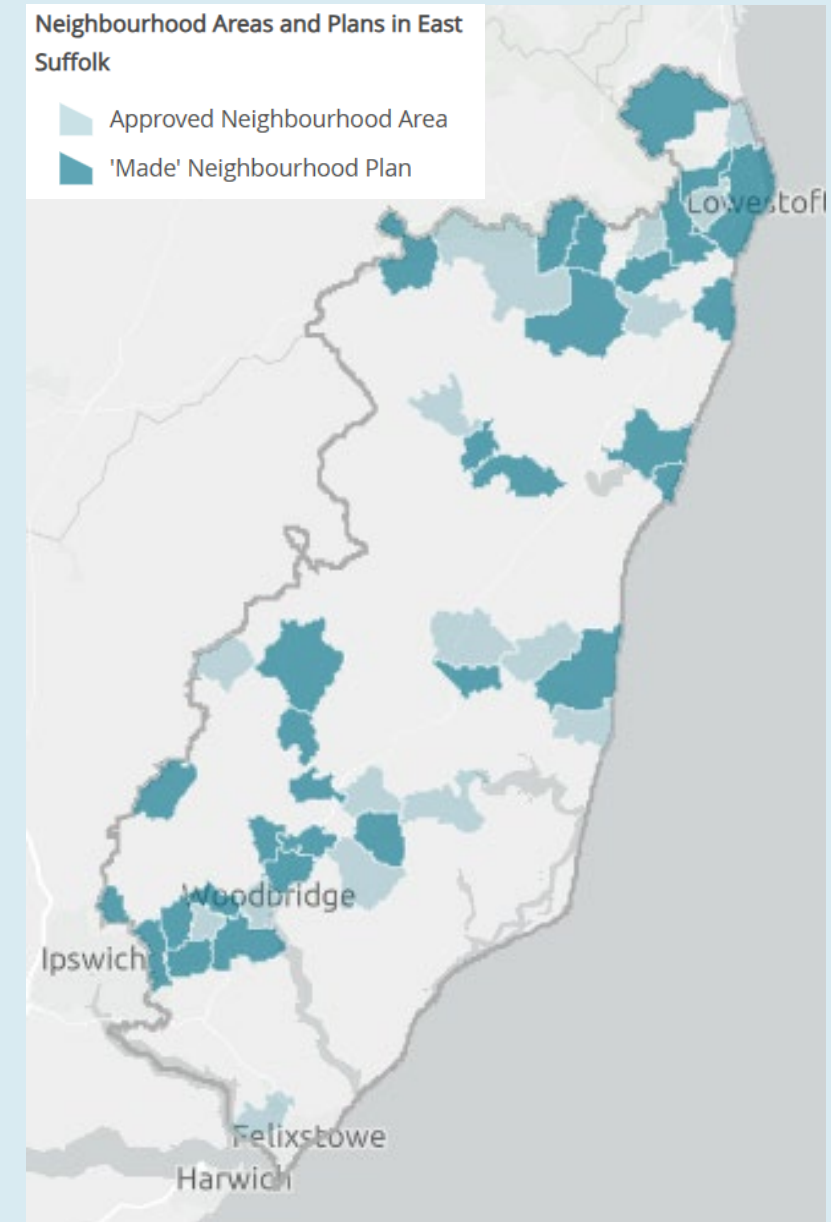 Neighbourhood Areas and Plans in East
Suffolk
Approved Neighbourhood Area
'Made' Neighbourhood Plan
Lowestoft
Woodbridge
Ipswich
Felixstowe
Harwich